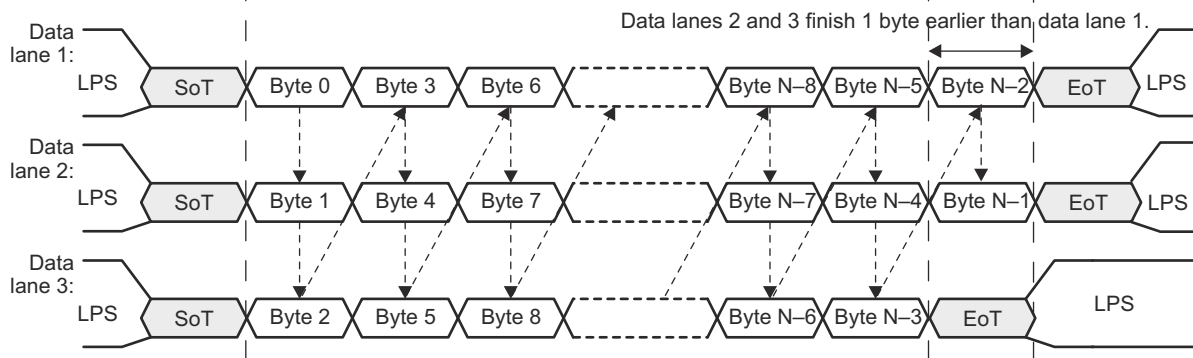 Data lanes 2 and 3 finish 1 byte earlier than data lane 1.
Data
lane 1:
LPS SoT Byte 0 Byte 3 Byte 6 Byte N–8 Byte N–5 Byte N–2 EoT LPS
Data
lane 2:
LPS SoT Byte 1 Byte 4 Byte 7 Byte N–7 Byte N–4 Byte N–1 EoT LPS
Data
lane 3:
LPS SoT Byte 2 Byte 5 Byte 8 Byte N–6 Byte N–3 EoT LPS